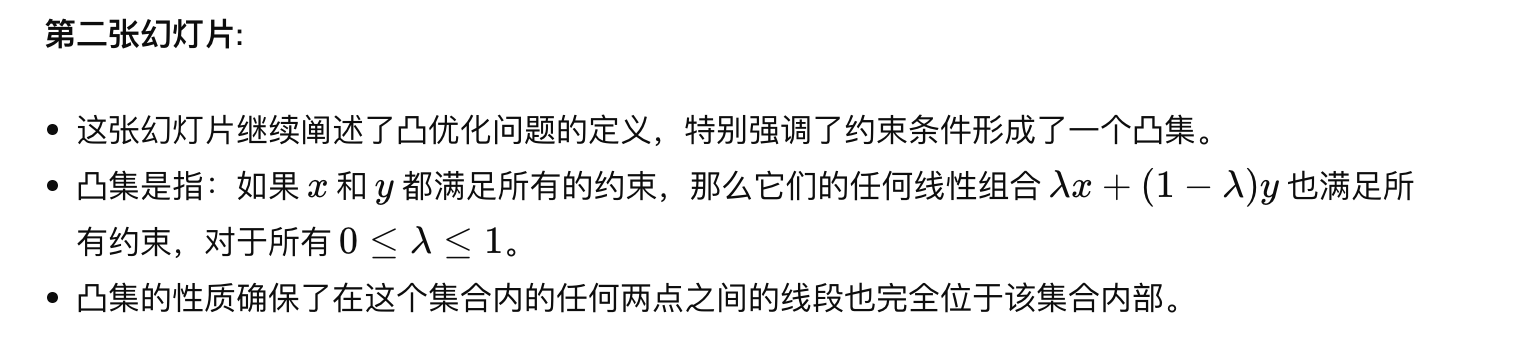 第二张幻灯片:
• 这张幻灯片继续阐述了凸优化问题的定义，特别强调了约束条件形成了一个凸集。
• 凸集是指：如果 x 和 y 都满足所有的约束，那么它们的任何线性组合 λx + (1 − λ)y 也满足所
有约束，对于所有 0 ≤ λ ≤ 1。
• 凸集的性质确保了在这个集合内的任何两点之间的线段也完全位于该集合内部。